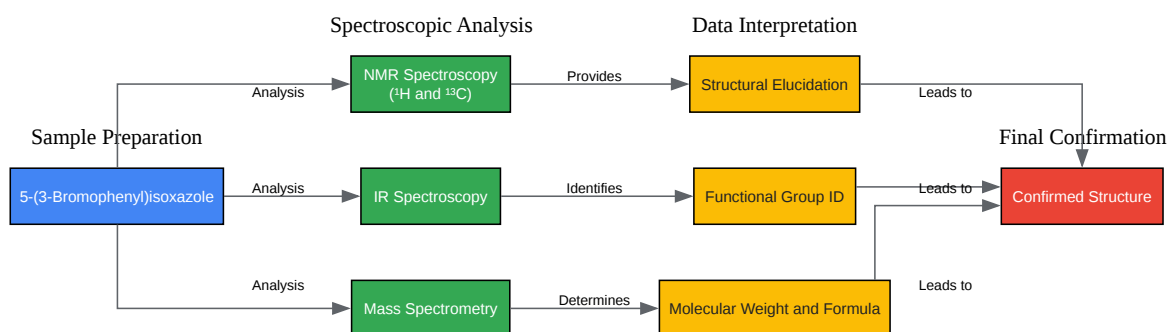 Spectroscopic Analysis
Data Interpretation
NMR Spectroscopy
(¹H and ¹³C)
Provides
Structural Elucidation
Analysis
Leads to
Sample Preparation
Final Confirmation
5-(3-Bromophenyl)isoxazole
Analysis
IR Spectroscopy
Identifies
Functional Group ID
Leads to
Confirmed Structure
Analysis
Mass Spectrometry
Determines
Molecular Weight and Formula
Leads to